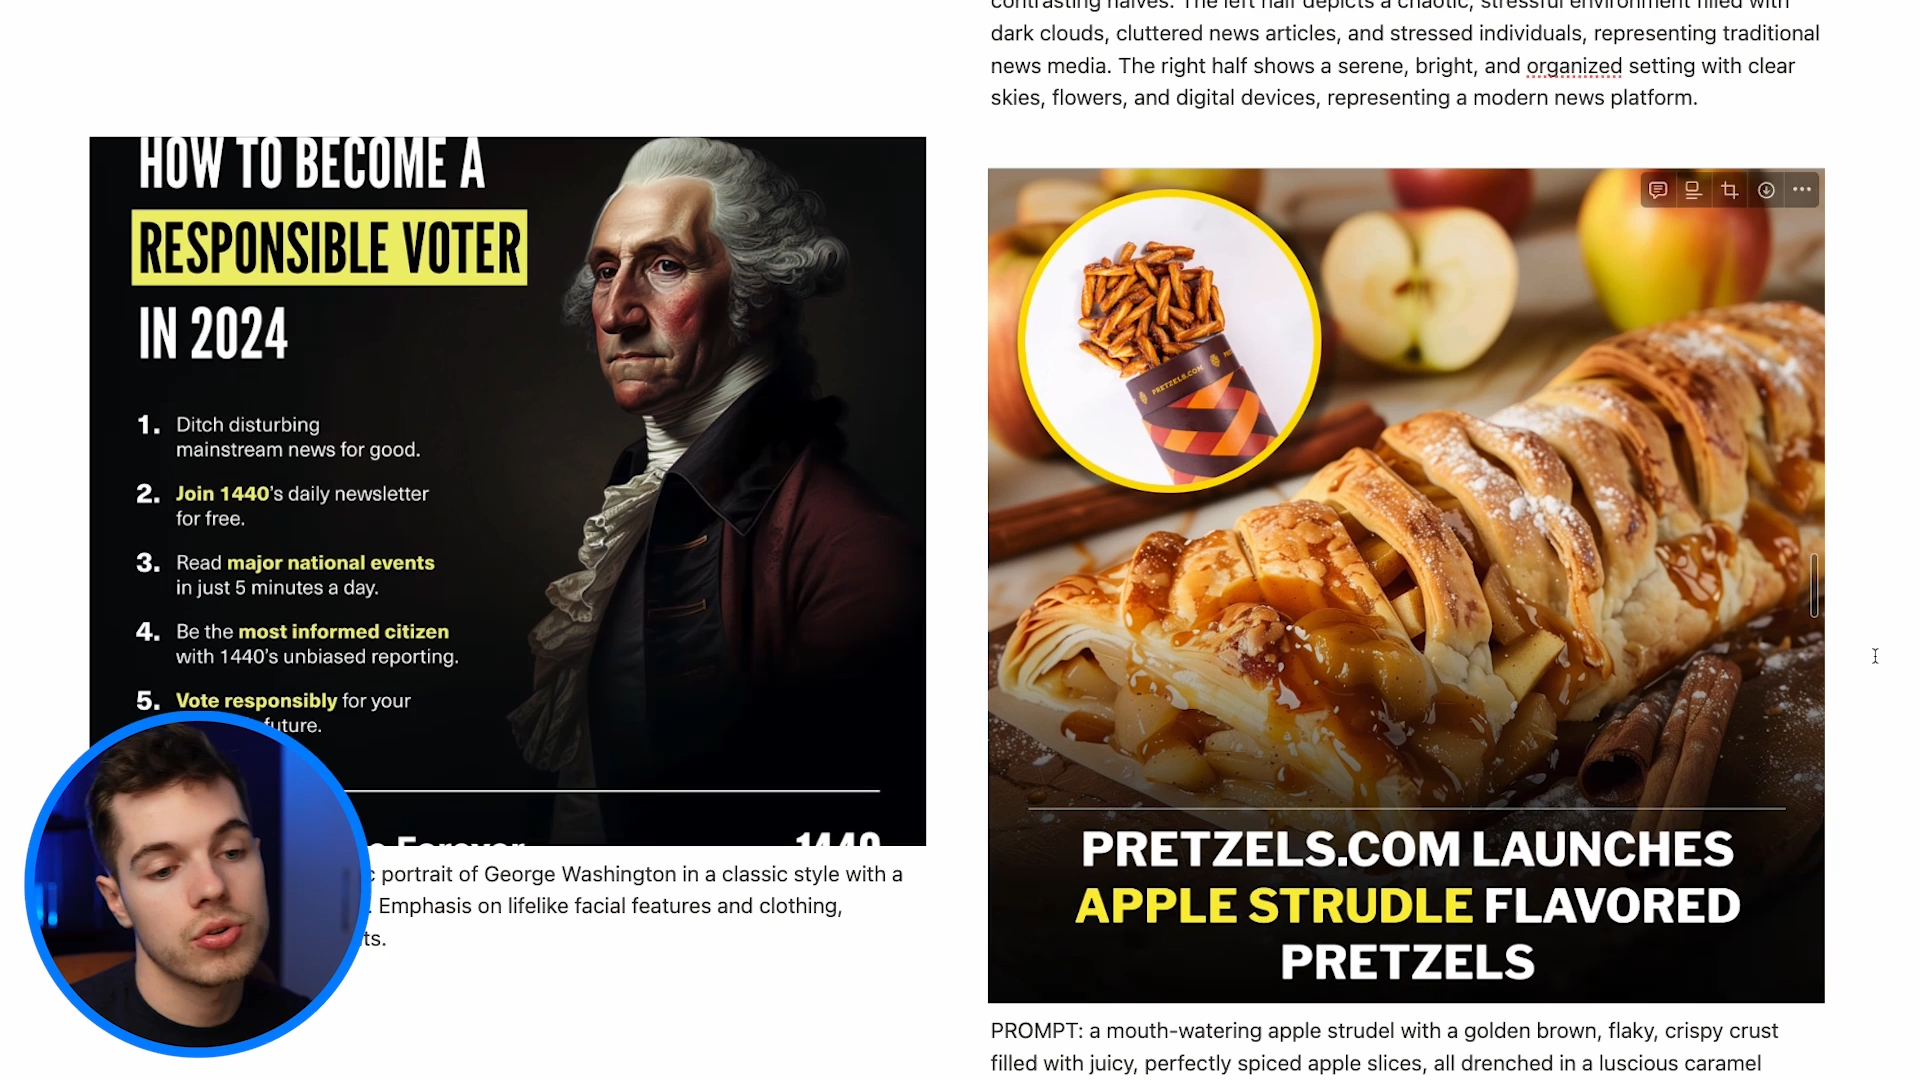 contrasting halves. The left half depicts a chaotic, stressful environment filled with
dark clouds, cluttered news articles, and stressed individuals, representing traditional
news media. The right half shows a serene, bright, and organized setting with clear
skies, flowers, and digital devices, representing a modern news platform.
HOW TO BECOME A
RESPONSIBLE VOTER
IN 2024
1. Ditch disturbing
mainstream news for good.
2. Join 1440's daily newsletter
for free.
3. Read major national events
in just 5 minutes a day.
4. Be the most informed citizen
with 1440's unbiased reporting.
5. Vote responsibly for your
future.
Forever
1440
portrait of George Washington in a classic style with a
Emphasis on lifelike facial features and clothing,
PRETZELS.COM
PRETZELS.COM LAUNCHES
APPLE STRUDLE FLAVORED
PRETZELS
PROMPT: a mouth-watering apple strudel with a golden brown, flaky, crispy crust
filled with juicy, perfectly spiced apple slices, all drenched in a luscious caramel